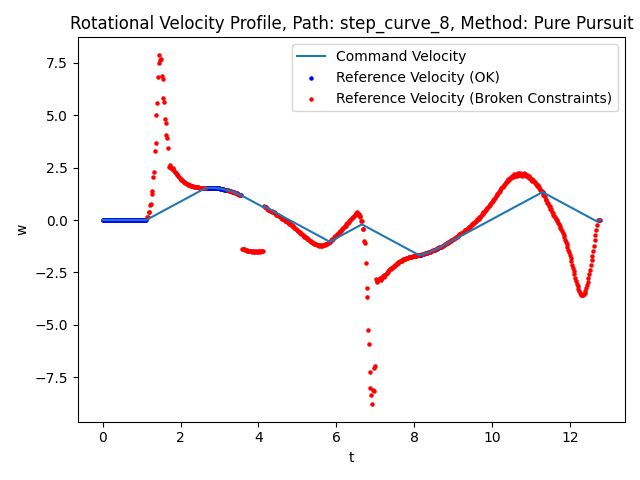 Rotational Velocity Profile, Path: step_curve_8, Method: Pure Pursuit
Command Velocity
Reference Velocity (OK)
Reference Velocity (Broken Constraints)
7.5
5.0
2.5
0.0
−2.5
−5.0
−7.5
w
0
2
4
6
8
10
12
t